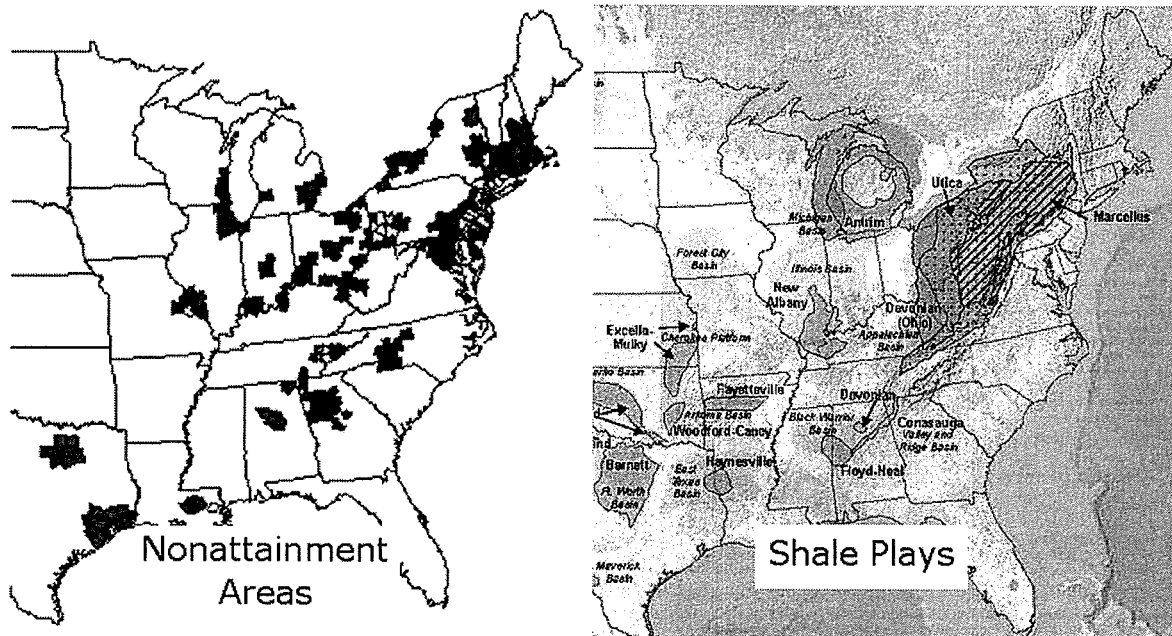 Nonattainment
Areas
Utica
Marcellus
Michigan
Basin
Antrim
Forest City
Basin
Illinois Basin
New
Albany
Devonian
(Ohio)
Appalachian
Basin
Excello-
Mulky
Cherokee Platform
Basin
Fayetteville
Devonian
Arkoma Basin
Woodford-Caney
Black Warrior
Basin
Conasauga
Valley and
Ridge Basin
Barnett
Haynesville
Floyd-Neal
East
Texas
Basin
Ft. Worth
Basin
Shale Plays
Maverick
Basin